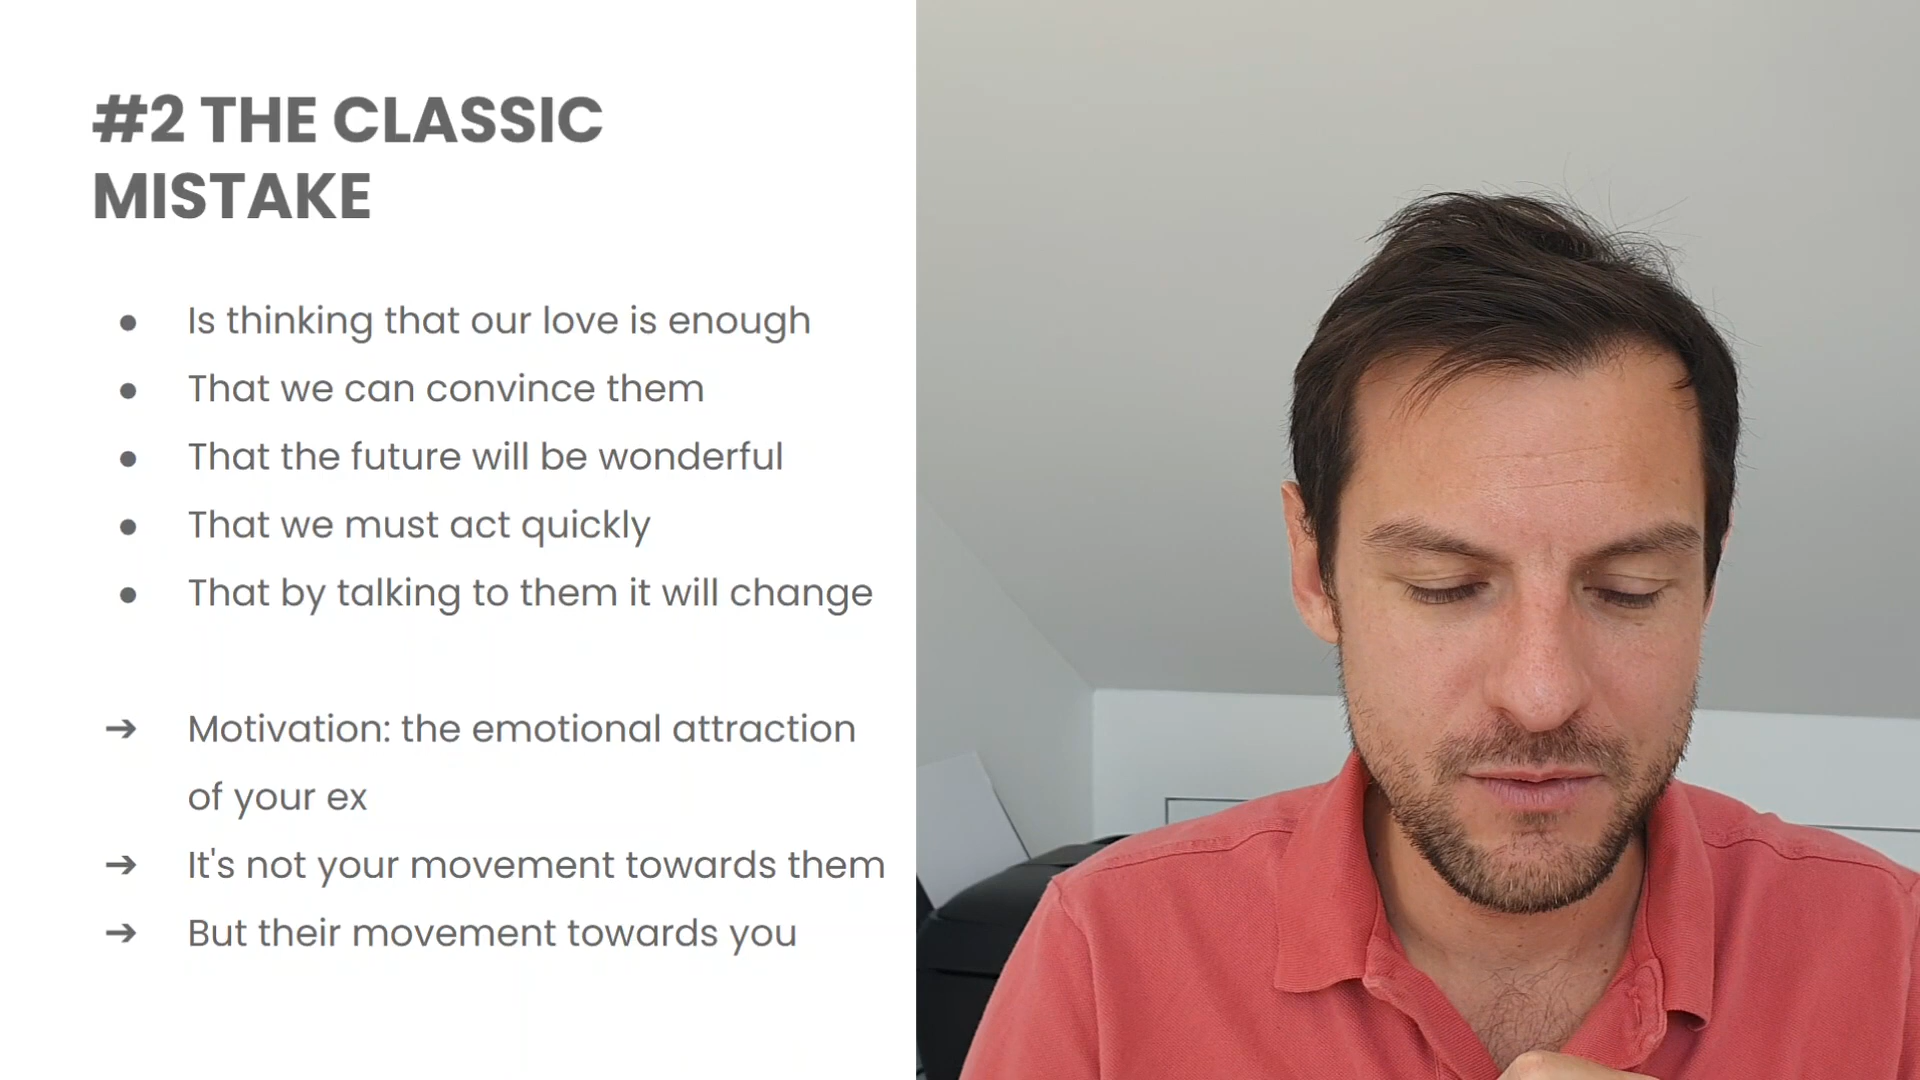 #2 THE CLASSIC
MISTAKE
● Is thinking that our love is enough
● That we can convince them
● That the future will be wonderful
● That we must act quickly
● That by talking to them it will change
➔ Motivation: the emotional attraction
of your ex
➔ It's not your movement towards them
➔ But their movement towards you